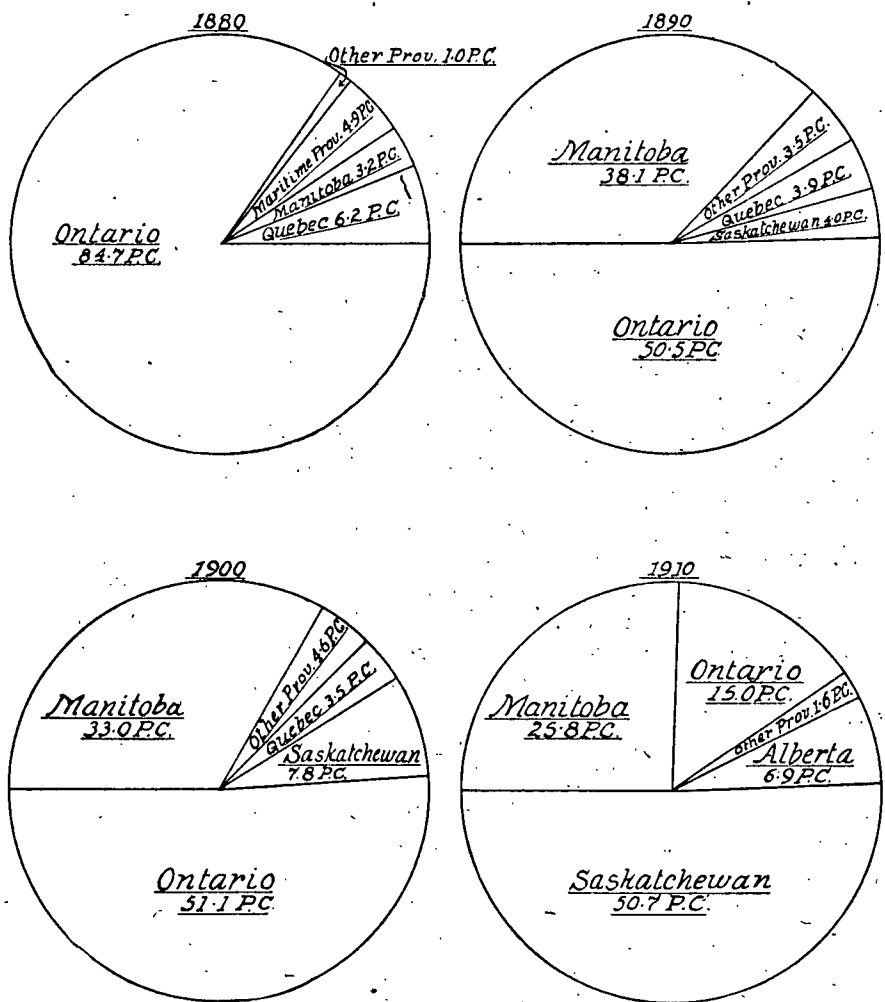 1880
Other Prov. 1.0 P.C.
Maritime Prov. 4.9 P.C.
Manitoba 3.2 P.C.
Quebec 6.2 P.C.
Ontario
84.7 P.C.
1890
Manitoba
38.1 P.C.
Other Prov. 3.5 P.C.
Quebec 3.9 P.C.
Saskatchewan 4.0 P.C.
Ontario
50.5 P.C
1900
Manitoba
33.0 P.C.
Other Prov. 4.6 P.C.
Quebec 3.5 P.C.
Saskatchewan
7.8 P.C.
Ontario
51.1 P.C.
1910
Manitoba
25.8 P.C.
Ontario
15.0 P.C.
Other Prov. 1.6 P.C.
Alberta
6.9 P.C.
Saskatchewan
50.7 P.C.